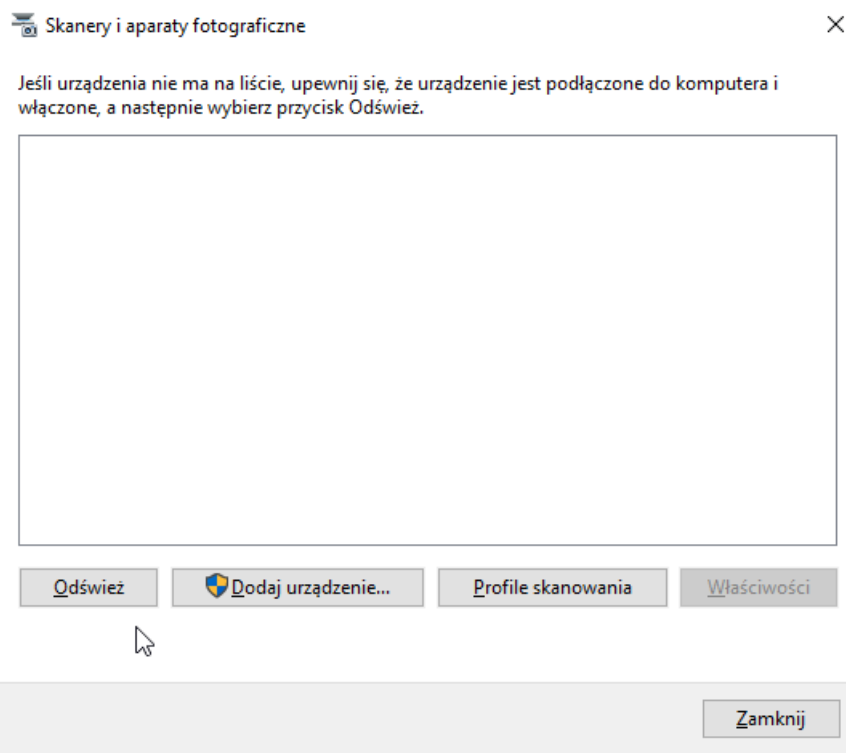 Skanery i aparaty fotograficzne
Jeśli urządzenia nie ma na liście, upewnij się, że urządzenie jest podłączone do komputera i
włączone, a następnie wybierz przycisk Odśwież.
Odśwież Dodaj urządzenie... Profile skanowania Właściwości
Zamknij